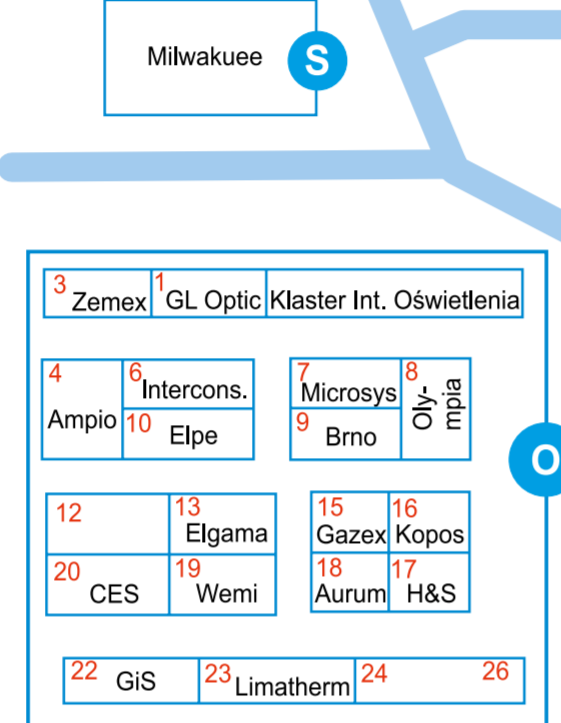 Milwakuee
S
3 Zemex
1 GL Optic
Klaster Int. Oświetlenia
4
Ampio
6 Intercons.
10 Elpe
7
Microsys
9 Brno
8
Oly-
mpia
O
12
13
Elgama
20
CES
19
Wemi
15
Gazex
16
Kopos
18
Aurum
17
H&S
22 GiS
23 Limatherm
24
26